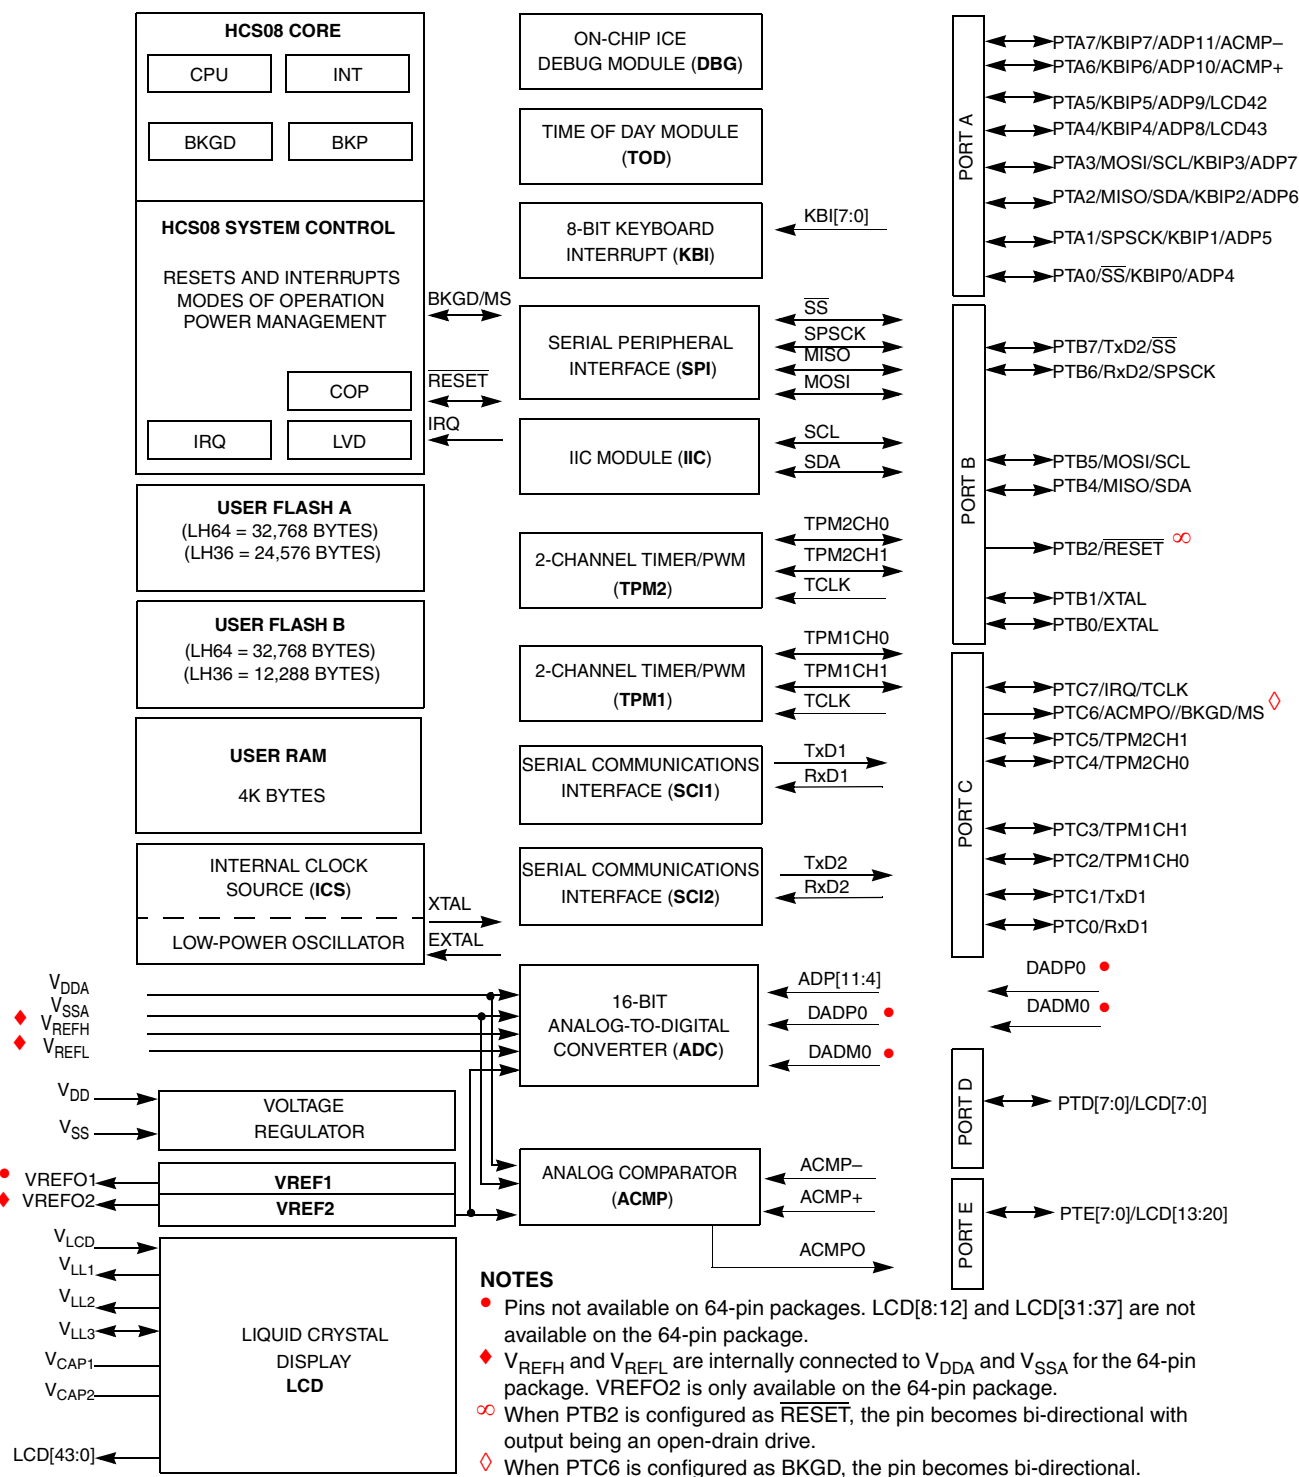 HCS08 CORE
CPU
INT
BKGD
BKP
HCS08 SYSTEM CONTROL
RESETS AND INTERRUPTS
MODES OF OPERATION
POWER MANAGEMENT
COP
IRQ
LVD
BKGD/MS
RESET
IRQ
USER FLASH A
(LH64 = 32,768 BYTES)
(LH36 = 24,576 BYTES)
USER FLASH B
(LH64 = 32,768 BYTES)
(LH36 = 12,288 BYTES)
USER RAM
4K BYTES
INTERNAL CLOCK
SOURCE (ICS)
LOW-POWER OSCILLATOR
XTAL
EXTAL
VDDA
VSSA
♦ VREFH
♦ VREFL
VDD
VSS
VOLTAGE
REGULATOR
• VREFO1
♦ VREFO2
VREF1
VREF2
VLCD
VLL1
VLL2
VLL3
VCAP1
VCAP2
LCD[43:0]
LIQUID CRYSTAL
DISPLAY
LCD
ON-CHIP ICE
DEBUG MODULE (DBG)
TIME OF DAY MODULE
(TOD)
8-BIT KEYBOARD
INTERRUPT (KBI)
KBI[7:0]
SERIAL PERIPHERAL
INTERFACE (SPI)
SS
SPSCK
MISO
MOSI
IIC MODULE (IIC)
SCL
SDA
2-CHANNEL TIMER/PWM
(TPM2)
TPM2CH0
TPM2CH1
TCLK
2-CHANNEL TIMER/PWM
(TPM1)
TPM1CH0
TPM1CH1
TCLK
SERIAL COMMUNICATIONS
INTERFACE (SCI1)
TxD1
RxD1
SERIAL COMMUNICATIONS
INTERFACE (SCI2)
TxD2
RxD2
16-BIT
ANALOG-TO-DIGITAL
CONVERTER (ADC)
ADP[11:4]
DADP0 •
DADM0 •
ANALOG COMPARATOR
(ACMP)
ACMP–
ACMP+
ACMPO
PORT A
PTA7/KBIP7/ADP11/ACMP–
PTA6/KBIP6/ADP10/ACMP+
PTA5/KBIP5/ADP9/LCD42
PTA4/KBIP4/ADP8/LCD43
PTA3/MOSI/SCL/KBIP3/ADP7
PTA2/MISO/SDA/KBIP2/ADP6
PTA1/SPSCK/KBIP1/ADP5
PTA0/SS/KBIP0/ADP4
PORT B
PTB7/TxD2/SS
PTB6/RxD2/SPSCK
PTB5/MOSI/SCL
PTB4/MISO/SDA
PTB2/RESET ∞
PTB1/XTAL
PTB0/EXTAL
PORT C
PTC7/IRQ/TCLK
PTC6/ACMPO//BKGD/MS ◊
PTC5/TPM2CH1
PTC4/TPM2CH0
PTC3/TPM1CH1
PTC2/TPM1CH0
PTC1/TxD1
PTC0/RxD1
DADP0 •
DADM0 •
PORT D
PTD[7:0]/LCD[7:0]
PORT E
PTE[7:0]/LCD[13:20]
NOTES
• Pins not available on 64-pin packages. LCD[8:12] and LCD[31:37] are not
available on the 64-pin package.
♦ VREFH and VREFL are internally connected to VDDA and VSSA for the 64-pin
package. VREFO2 is only available on the 64-pin package.
∞ When PTB2 is configured as RESET, the pin becomes bi-directional with
output being an open-drain drive.
◊ When PTC6 is configured as BKGD, the pin becomes bi-directional.